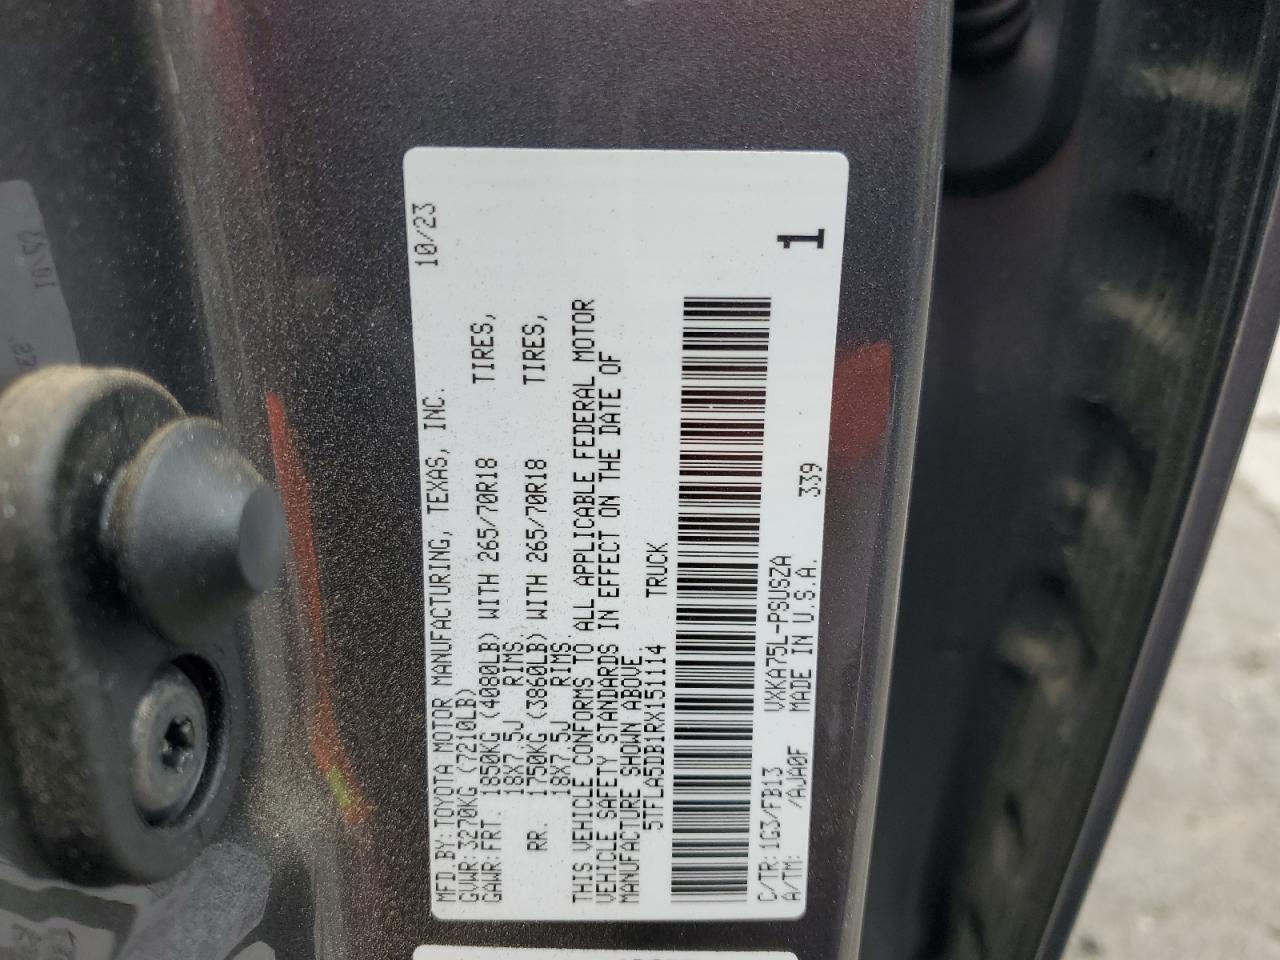 MFD.BY: TOYOTA MOTOR MANUFACTURING, TEXAS, INC. 10/23
GVWR: 3270KG (7210LB)
GAWR: FRT. 1850KG (4080LB) WITH 265/70R18 TIRES,
18X7.5J RIMS
RR. 1750KG (3860LB) WITH 265/70R18 TIRES,
18X7.5J RIMS.
THIS VEHICLE CONFORMS TO ALL APPLICABLE FEDERAL MOTOR
VEHICLE SAFETY STANDARDS IN EFFECT ON THE DATE OF
MANUFACTURE SHOWN ABOVE.
5TFLA5DB1RX151114 TRUCK
C/TR: 1G3/FB13 VXKA75L-PSUSZA
A/TM: /AJA0F MADE IN U.S.A. 339
1